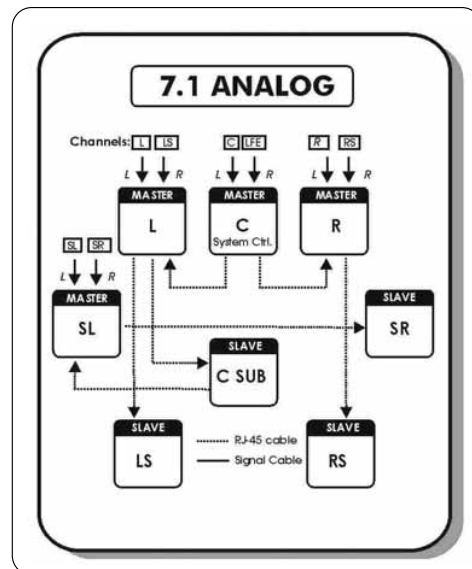 7.1 ANALOG
Channels: L LS C LFE R RS
L R L R L R
MASTER MASTER MASTER
L C R
System Ctrl.
SL SR
L R
MASTER SLAVE
SL SR
SLAVE
C SUB
SLAVE SLAVE
LS RS
RJ-45 cable
Signal Cable